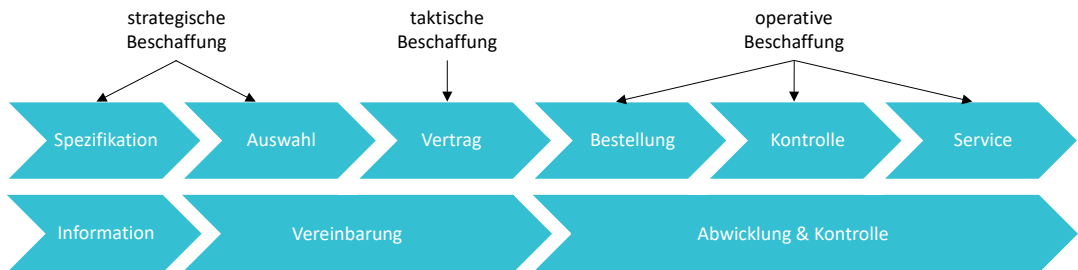 strategische
Beschaffung
taktische
Beschaffung
operative
Beschaffung
Spezifikation
Auswahl
Vertrag
Bestellung
Kontrolle
Service
Information
Vereinbarung
Abwicklung & Kontrolle